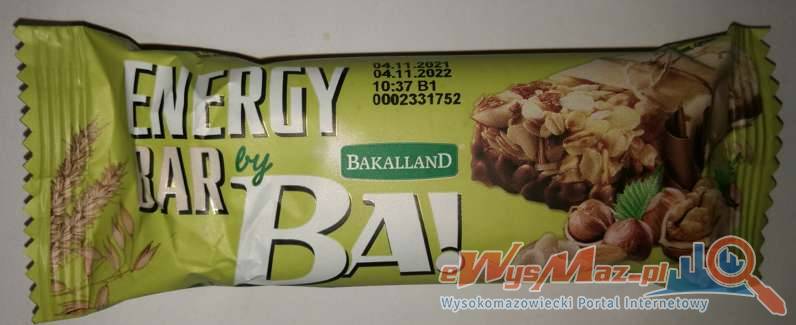 ENERGY
BAR by
BA!
04.11.2021
04.11.2022
10:37 B1
0002331752
BAKALLAND
eWysMaz.pl
Wysokomazowiecki Portal Internetowy